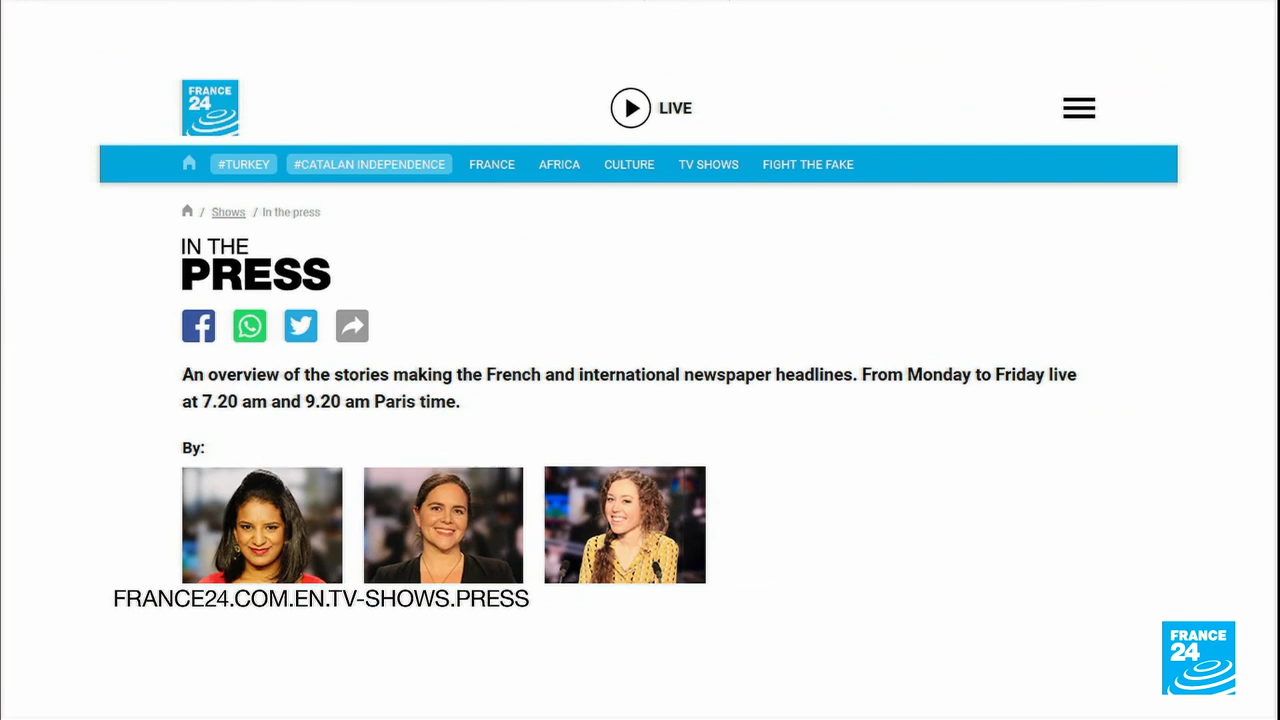 FRANCE
24
LIVE
#TURKEY #CATALAN INDEPENDENCE FRANCE AFRICA CULTURE TV SHOWS FIGHT THE FAKE
/ Shows / In the press
IN THE
PRESS
An overview of the stories making the French and international newspaper headlines. From Monday to Friday live
at 7.20 am and 9.20 am Paris time.
By:
FRANCE24.COM.EN.TV-SHOWS.PRESS
FRANCE
24